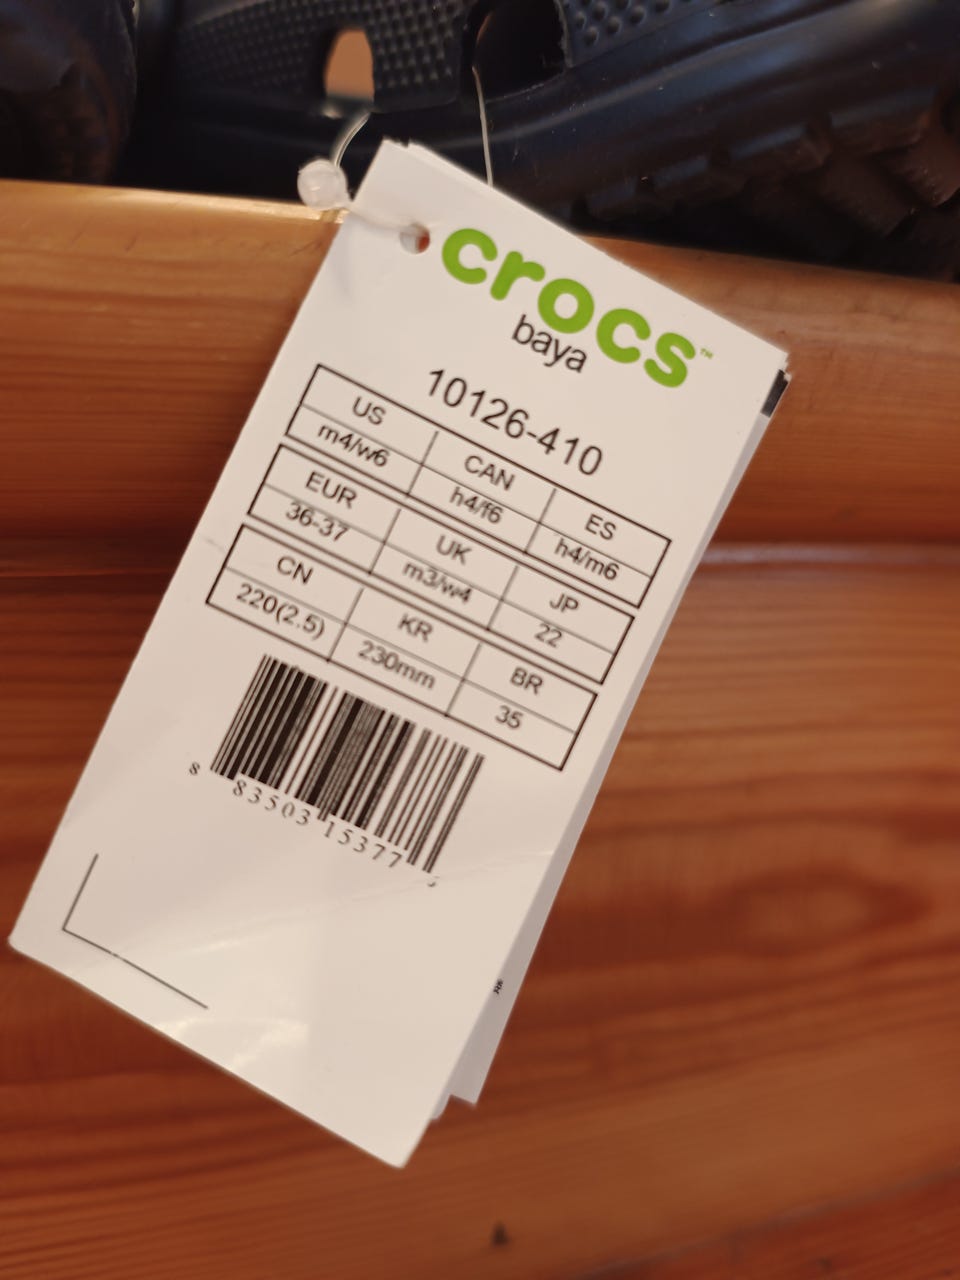 crocs™
baya
10126-410
US CAN ES
m4/w6 h4/f6 h4/m6
EUR UK JP
36-37 m3/w4 22
CN KR BR
220(2.5) 230mm 35
8 83503 15377